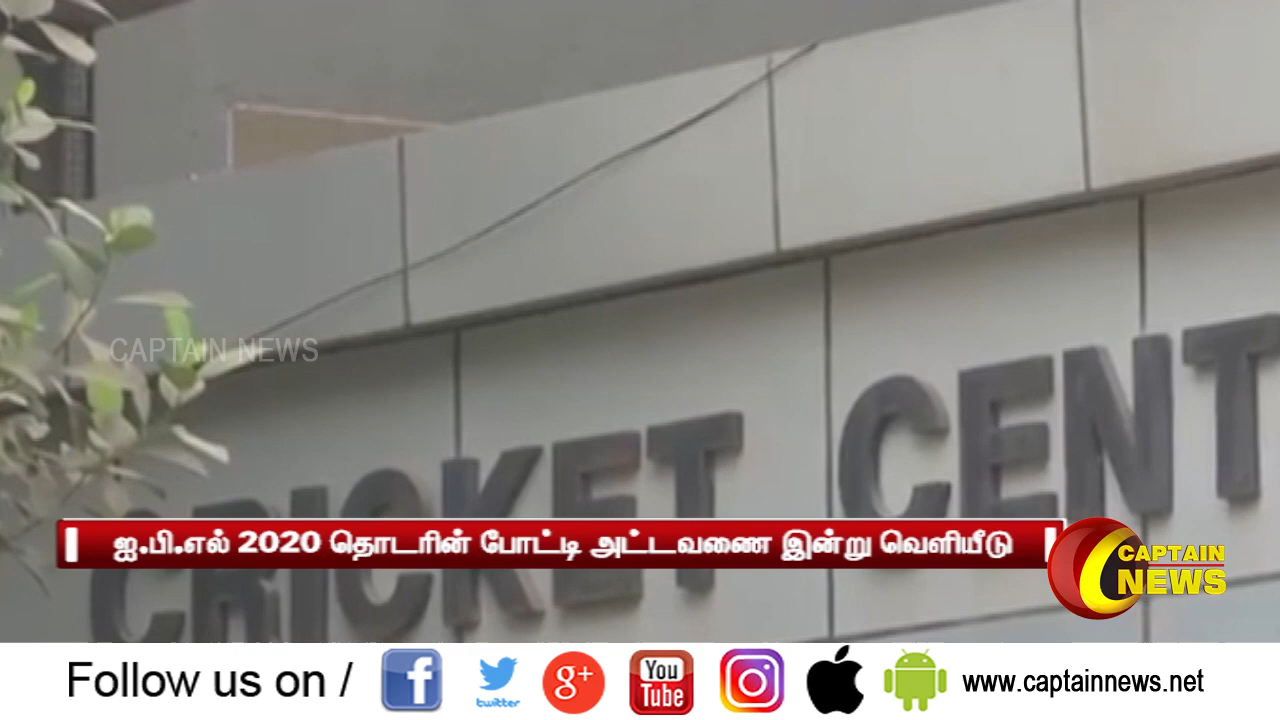 CAPTAIN NEWS
CRICKET CENT
ஐ.பி.எல் 2020 தொடரின் போட்டி அட்டவணை இன்று வெளியீடு
CAPTAIN
NEWS
Follow us on /
twitter
g+
You
Tube
www.captainnews.net